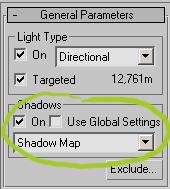 - General Parameters
Light Type
On Directional
Targeted 12,761m
Shadows
On Use Global Settings
Shadow Map
Exclude...